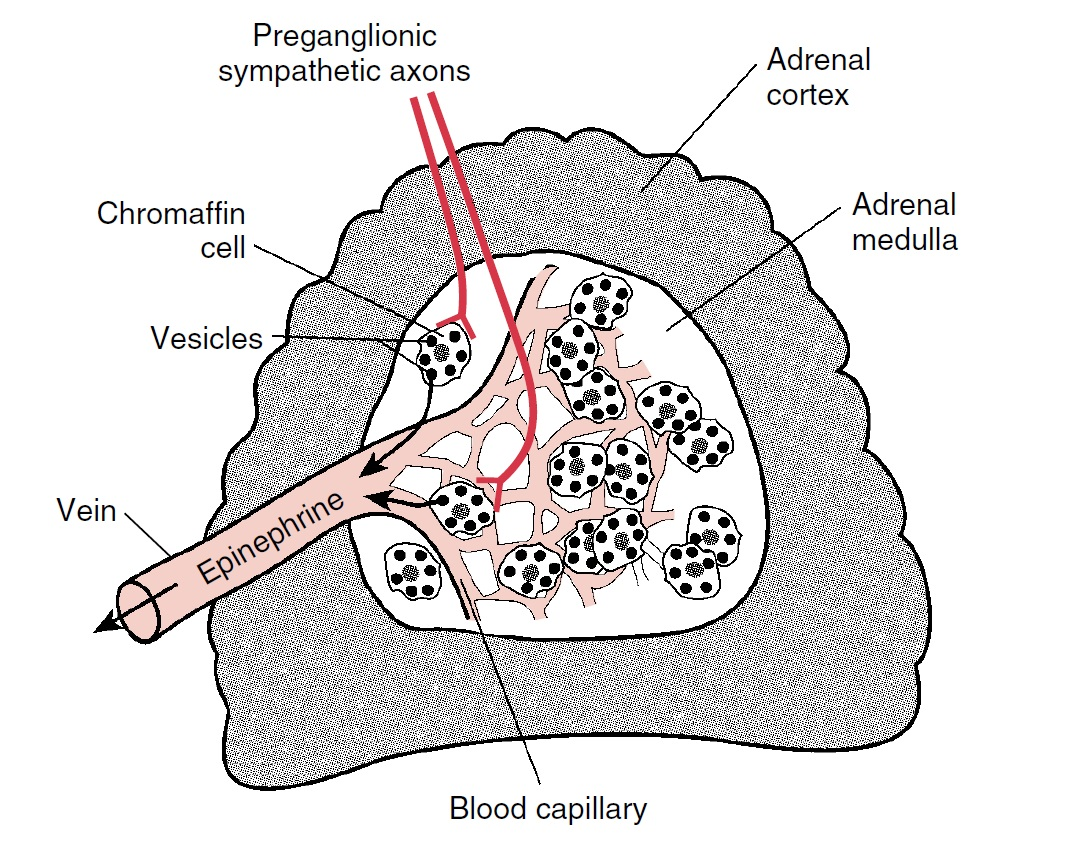 Preganglionic
sympathetic axons
Adrenal
cortex
Chromaffin
cell
Adrenal
medulla
Vesicles
Vein
Epinephrine
Blood capillary